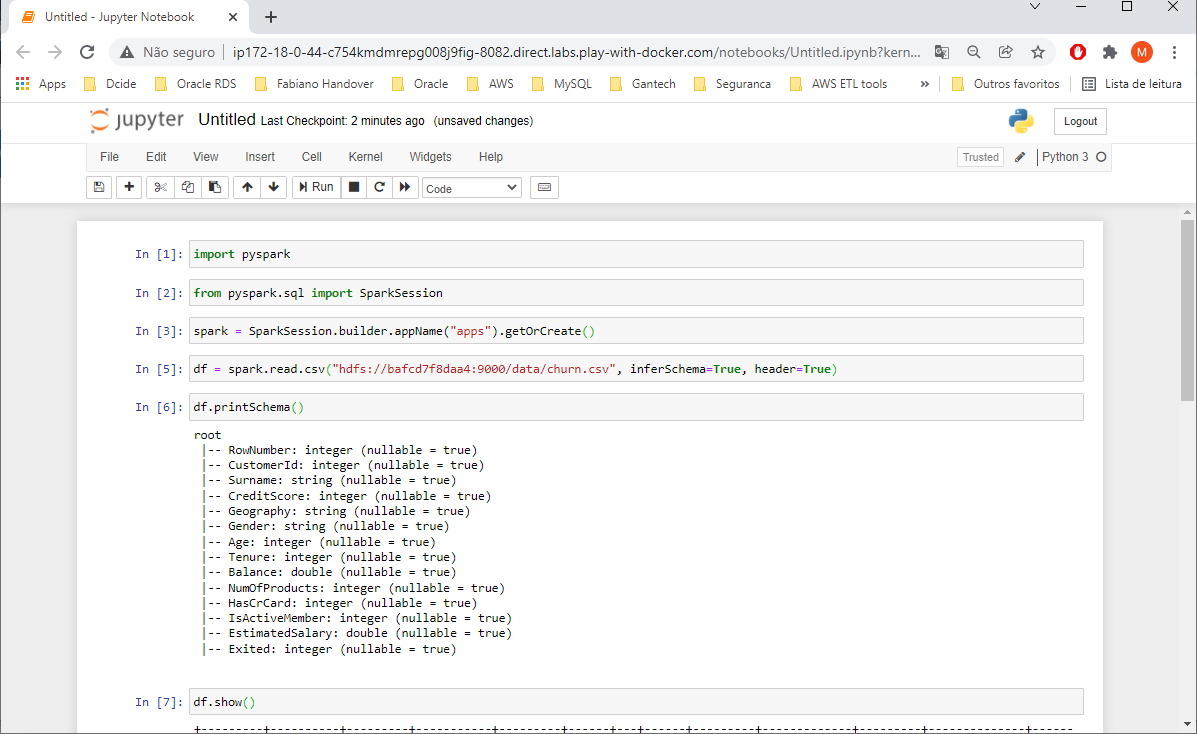 Untitled - Jupyter Notebook
Não seguro
ip172-18-0-44-c754kmdmrepg008j9fig-8082.direct.labs.play-with-docker.com/notebooks/Untitled.ipynb?kern...
M
Apps
Dcide
Oracle RDS
Fabiano Handover
Oracle
AWS
MySQL
Gantech
Seguranca
AWS ETL tools
»
Outros favoritos
Lista de leitura
jupyter
Untitled Last Checkpoint: 2 minutes ago (unsaved changes)
Logout
File Edit View Insert Cell Kernel Widgets Help
Trusted
Python 3
Run
Code
In [1]: import pyspark
In [2]: from pyspark.sql import SparkSession
In [3]: spark = SparkSession.builder.appName("apps").getOrCreate()
In [5]: df = spark.read.csv("hdfs://bafcd7f8daa4:9000/data/churn.csv", inferSchema=True, header=True)
In [6]: df.printSchema()
root
|-- RowNumber: integer (nullable = true)
|-- CustomerId: integer (nullable = true)
|-- Surname: string (nullable = true)
|-- CreditScore: integer (nullable = true)
|-- Geography: string (nullable = true)
|-- Gender: string (nullable = true)
|-- Age: integer (nullable = true)
|-- Tenure: integer (nullable = true)
|-- Balance: double (nullable = true)
|-- NumOfProducts: integer (nullable = true)
|-- HasCrCard: integer (nullable = true)
|-- IsActiveMember: integer (nullable = true)
|-- EstimatedSalary: double (nullable = true)
|-- Exited: integer (nullable = true)
In [7]: df.show()
+---------+----------+---------+-----------+---------+------+---+------+---------+-------------+---------+--------------+------